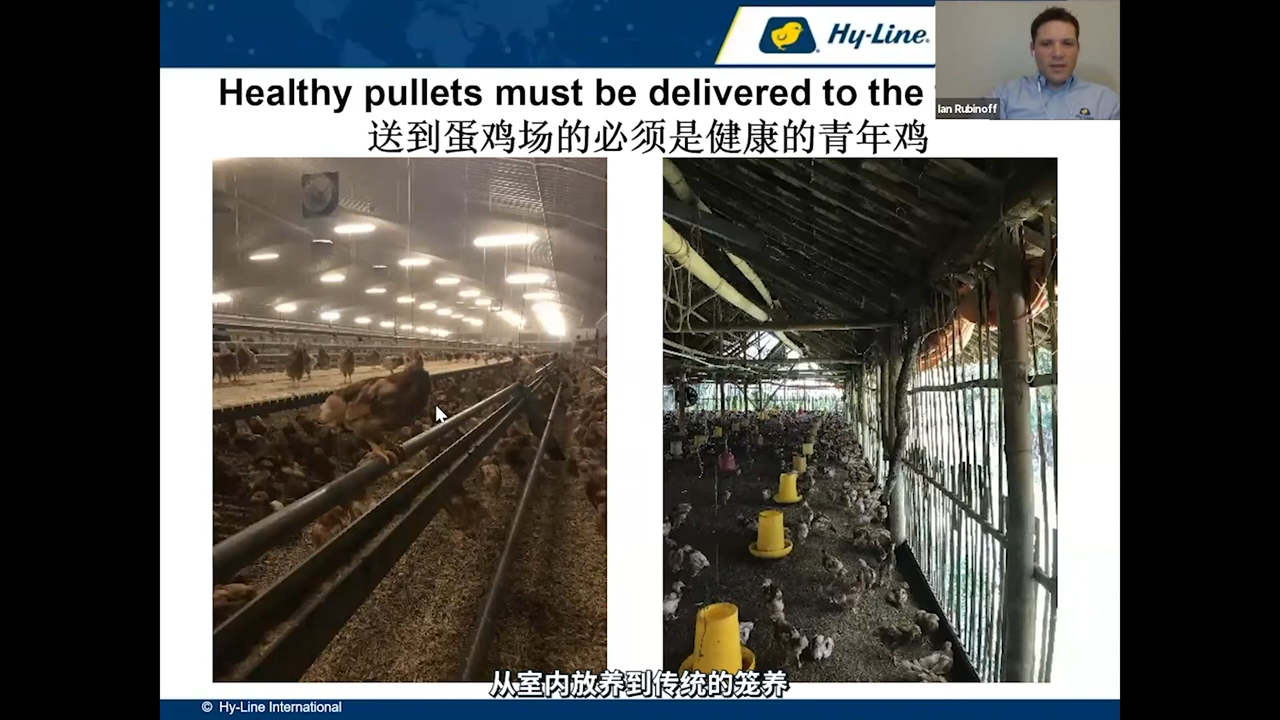 Hy-Line
Healthy pullets must be delivered to the
Ian Rubinoff
送到蛋鸡场的必须是健康的青年鸡
从室内放养到传统的笼养
© Hy-Line International